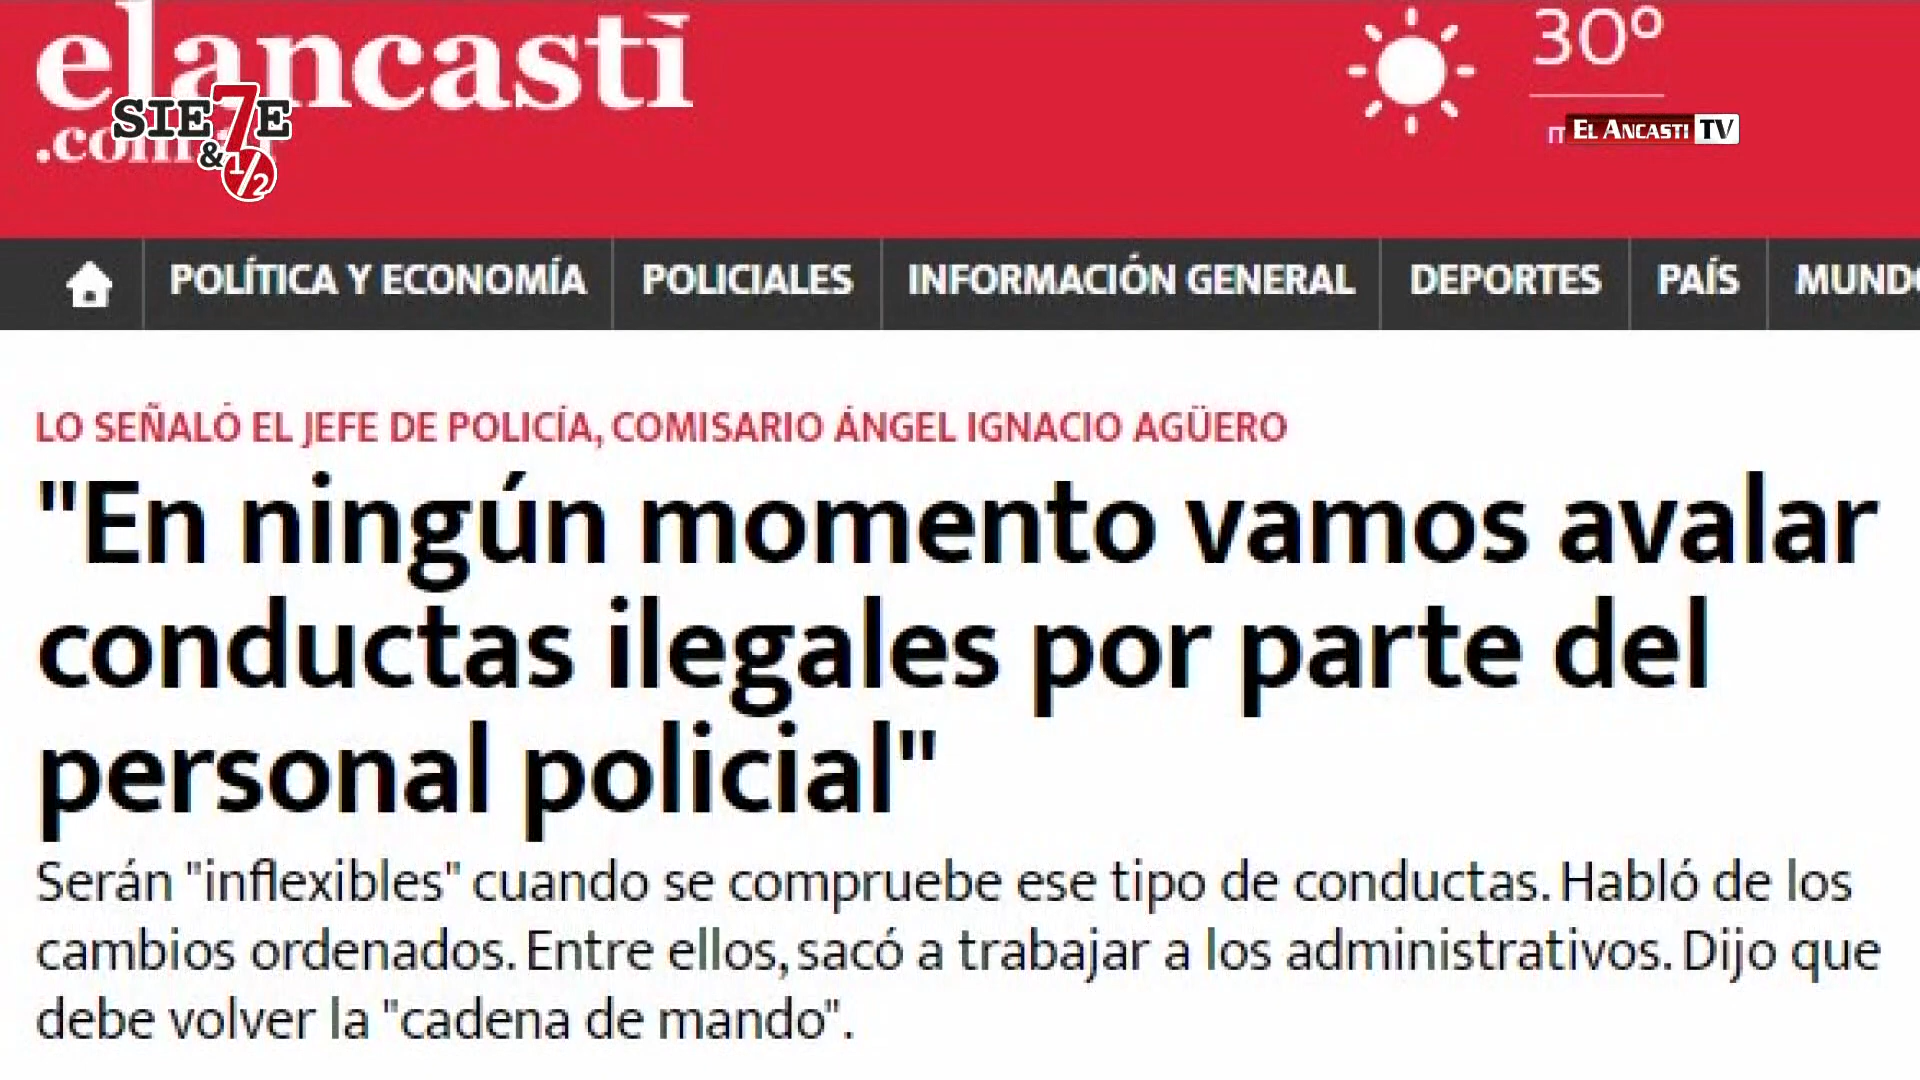 elancasti
30º
SIE7E
& 1/2
EL ANCASTI TV
POLÍTICA Y ECONOMÍA POLICIALES INFORMACIÓN GENERAL DEPORTES PAÍS
LO SEÑALÓ EL JEFE DE POLICÍA, COMISARIO ÁNGEL IGNACIO AGÜERO
"En ningún momento vamos avalar
conductas ilegales por parte del
personal policial"
Serán "inflexibles" cuando se compruebe ese tipo de conductas. Habló de los
cambios ordenados. Entre ellos, sacó a trabajar a los administrativos. Dijo que
debe volver la "cadena de mando".